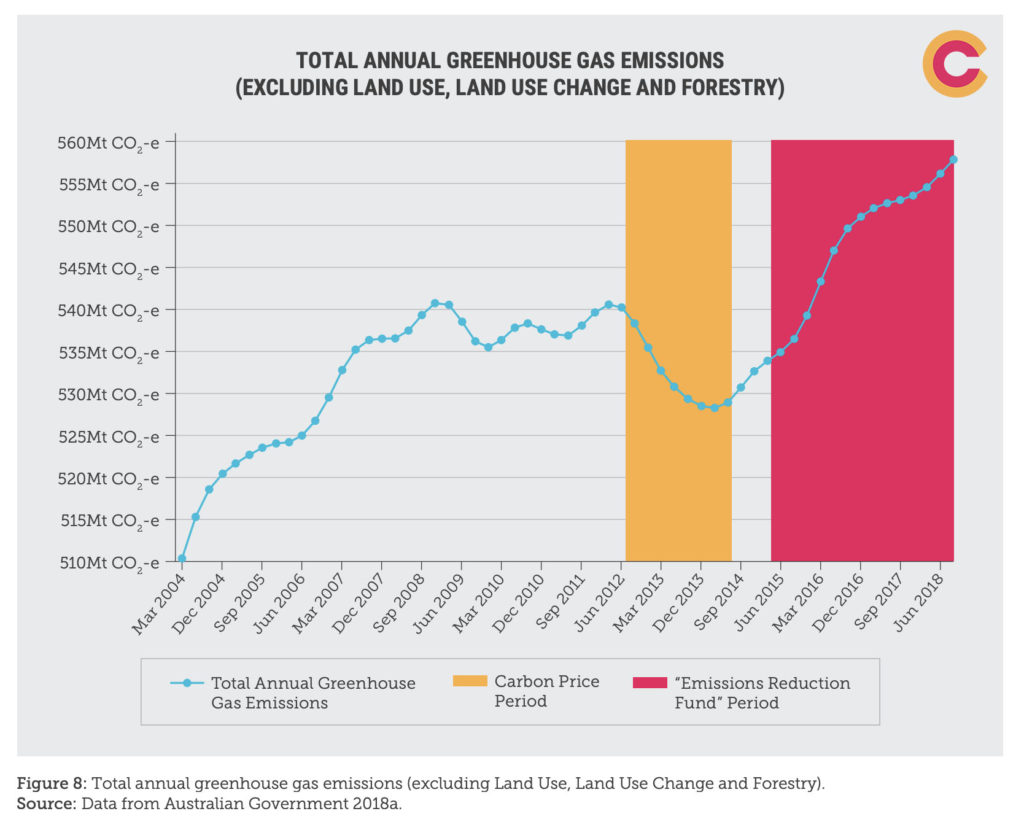 TOTAL ANNUAL GREENHOUSE GAS EMISSIONS
(EXCLUDING LAND USE, LAND USE CHANGE AND FORESTRY)
560Mt CO₂-e
555Mt CO₂-e
550Mt CO₂-e
545Mt CO₂-e
540Mt CO₂-e
535Mt CO₂-e
530Mt CO₂-e
525Mt CO₂-e
520Mt CO₂-e
515Mt CO₂-e
510Mt CO₂-e
Mar 2004
Dec 2004
Sep 2005
Jun 2006
Mar 2007
Dec 2007
Sep 2008
Jun 2009
Mar 2010
Dec 2010
Sep 2011
Jun 2012
Mar 2013
Dec 2013
Sep 2014
Jun 2015
Mar 2016
Dec 2016
Sep 2017
Jun 2018
Total Annual Greenhouse
Gas Emissions
Carbon Price
Period
“Emissions Reduction
Fund” Period
Figure 8: Total annual greenhouse gas emissions (excluding Land Use, Land Use Change and Forestry).
Source: Data from Australian Government 2018a.